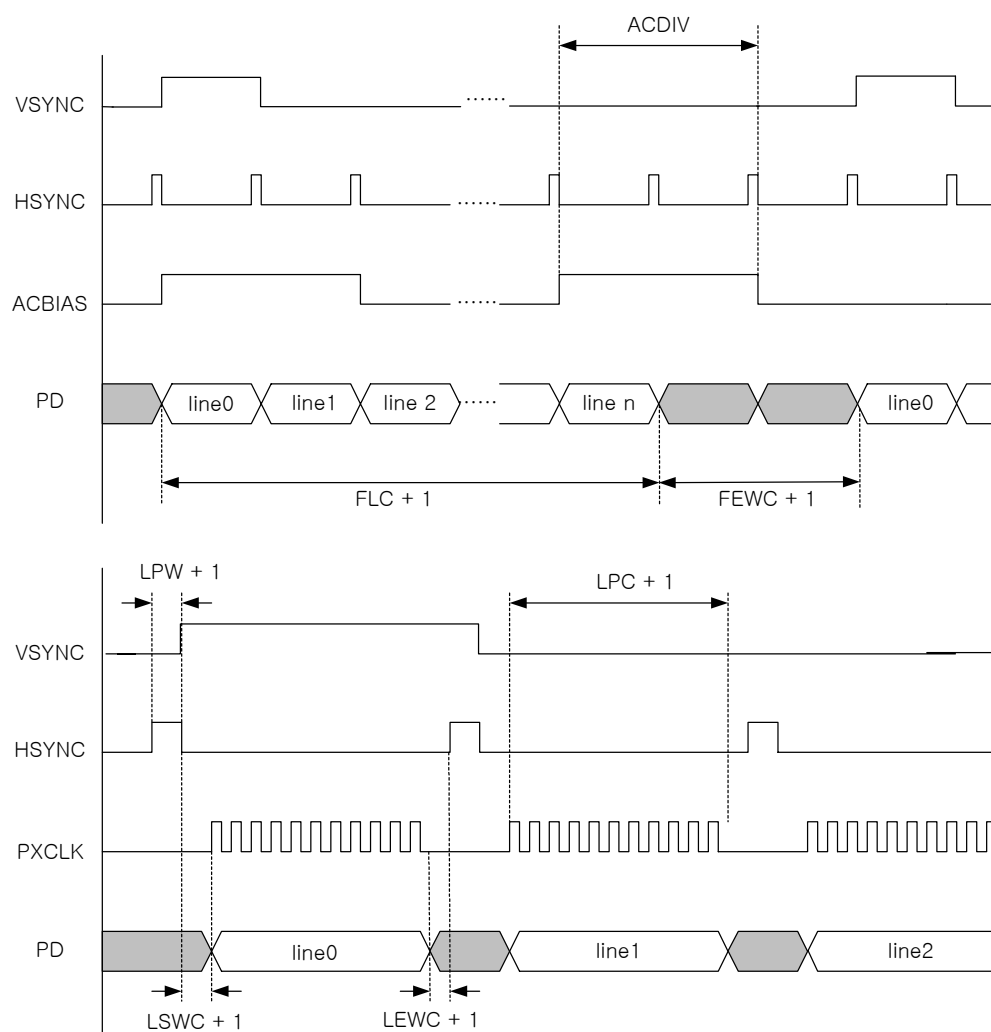 ACDIV
VSYNC
......
HSYNC
......
ACBIAS
......
PD
line0
line1
line 2
......
line n
line0
FLC + 1
FEWC + 1
LPW + 1
LPC + 1
VSYNC
HSYNC
PXCLK
PD
line0
line1
line2
LSWC + 1
LEWC + 1